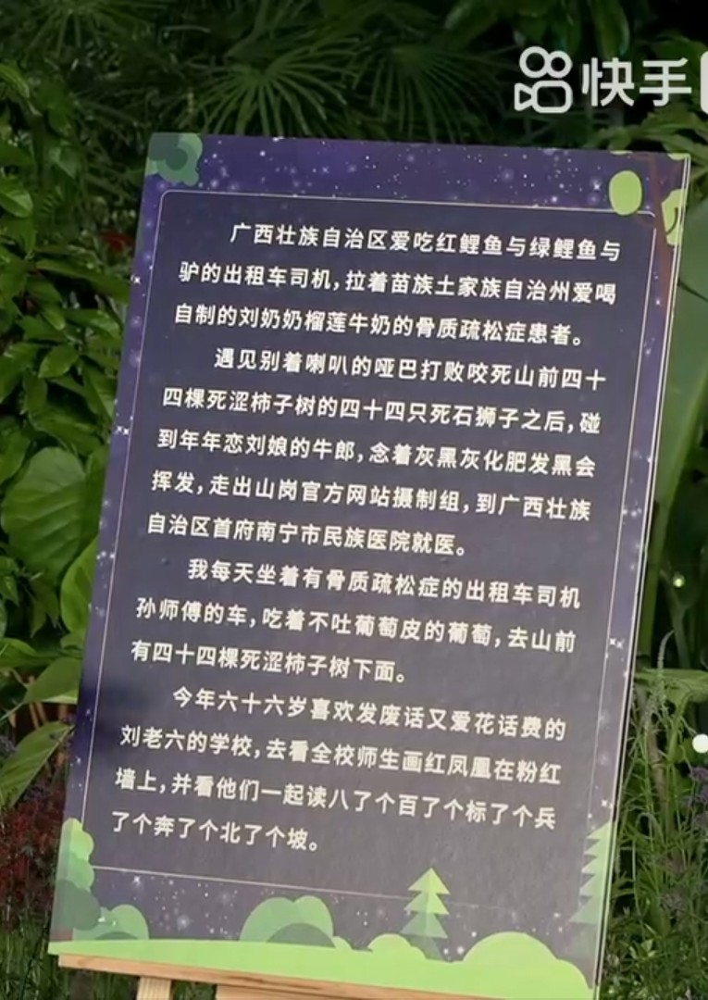 快手
广西壮族自治区爱吃红鲤鱼与绿鲤鱼与
驴的出租车司机,拉着苗族土家族自治州爱喝
自制的刘奶奶榴莲牛奶的骨质疏松症患者。
遇见别着喇叭的哑巴打败咬死山前四十
四棵死涩柿子树的四十四只死石狮子之后,碰
到年年恋刘娘的牛郎,念着灰黑灰化肥发黑会
挥发,走出山岗官方网站摄制组,到广西壮族
自治区首府南宁市民族医院就医。
我每天坐着有骨质疏松症的出租车司机
孙师傅的车,吃着不吐葡萄皮的葡萄,去山前
有四十四棵死涩柿子树下面。
今年六十六岁喜欢发废话又爱花话费的
刘老六的学校,去看全校师生画红凤凰在粉红
墙上,并看他们一起读八了个百了个标了个兵
了个奔了个北了个坡。